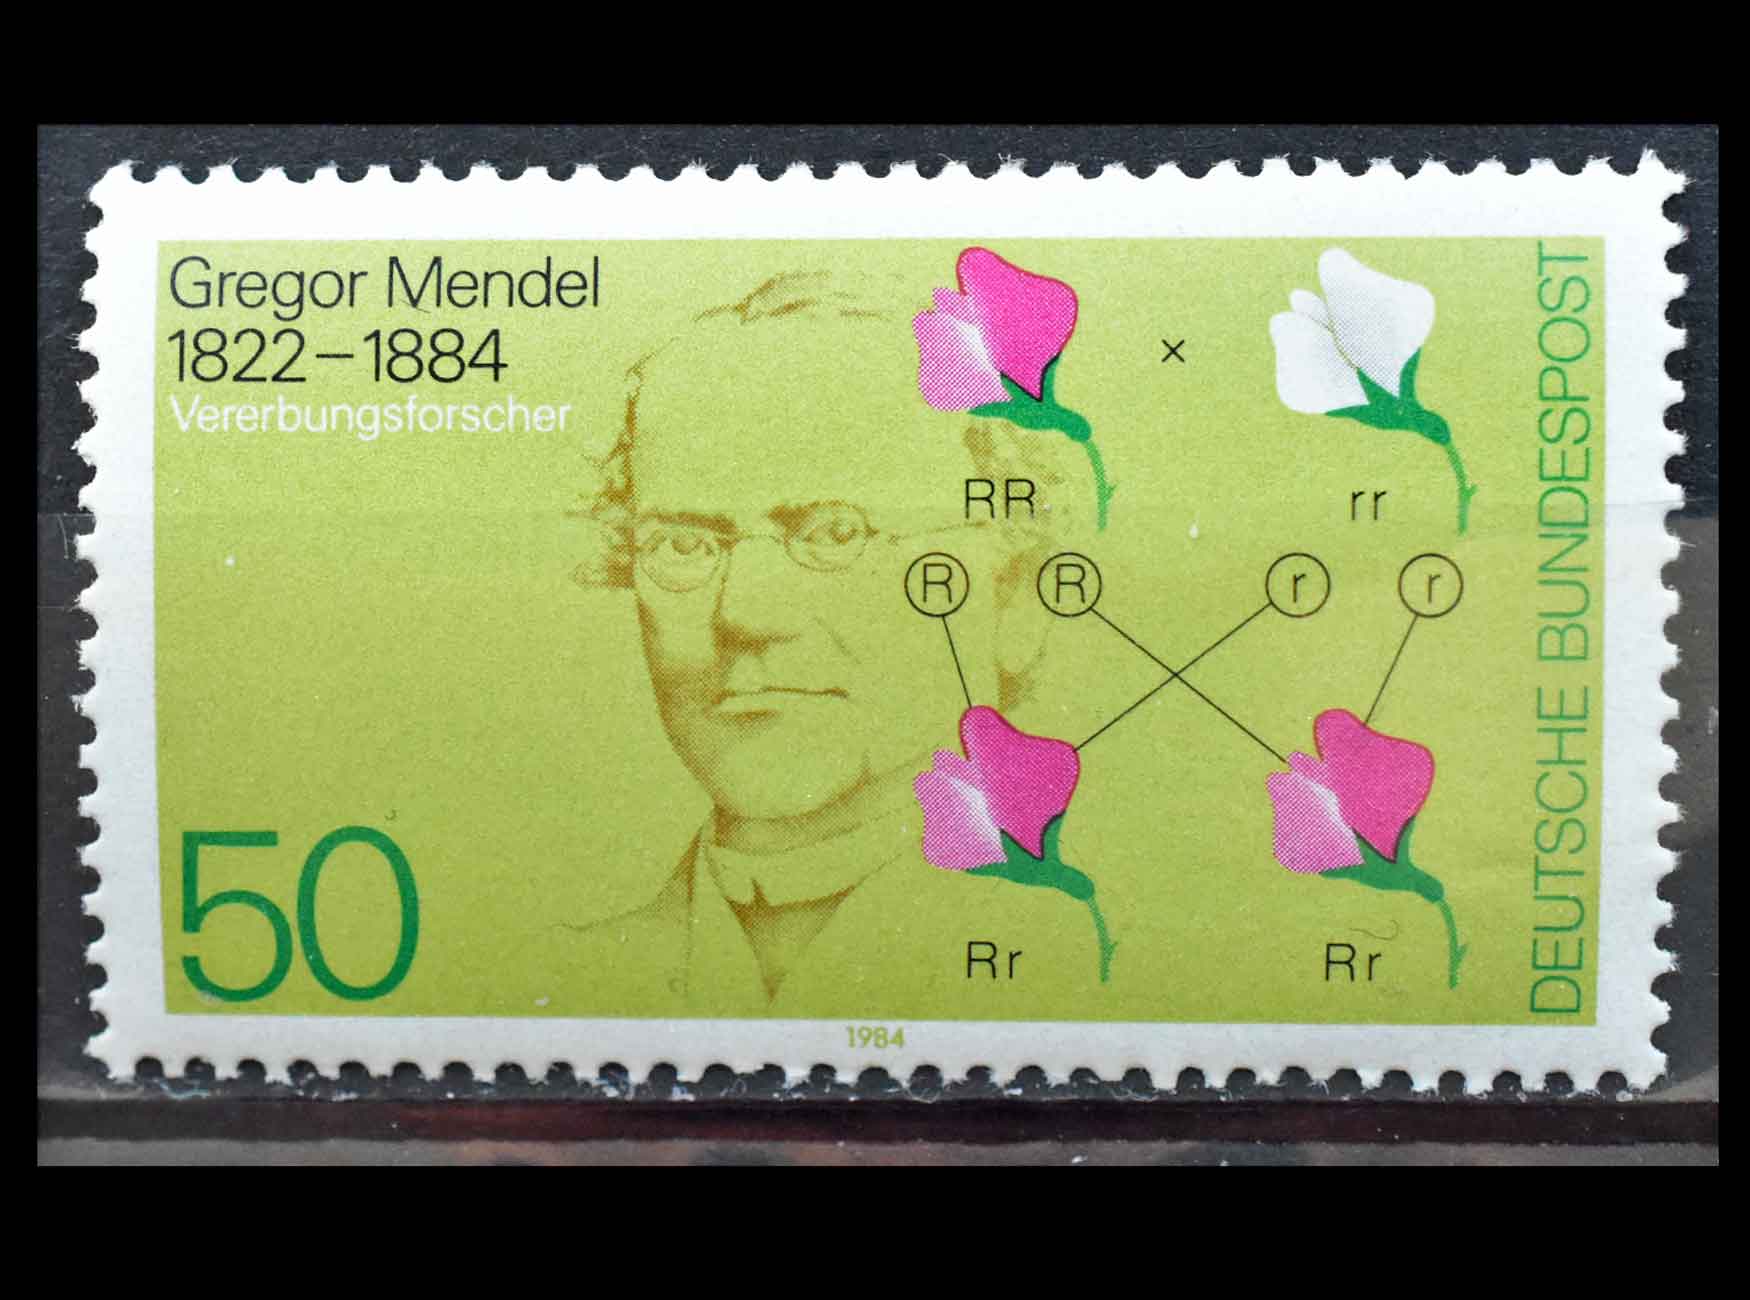 Gregor Mendel
1822–1884
Vererbungsforscher
×
RR
rr
R R r r
Rr
Rr
50
DEUTSCHE BUNDESPOST
1984